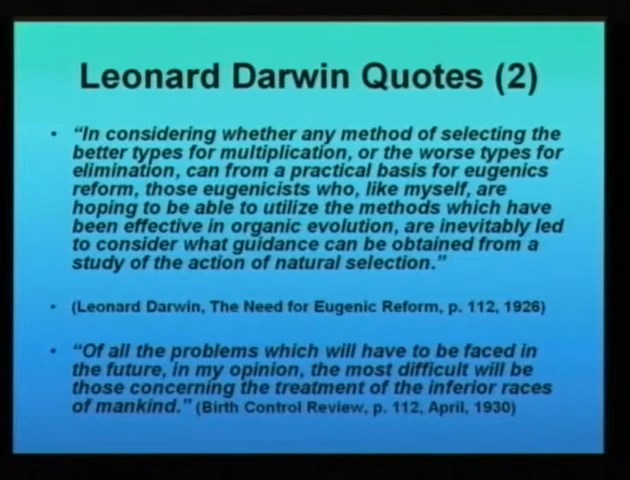 Leonard Darwin Quotes (2)
• “In considering whether any method of selecting the
better types for multiplication, or the worse types for
elimination, can from a practical basis for eugenics
reform, those eugenicists who, like myself, are
hoping to be able to utilize the methods which have
been effective in organic evolution, are inevitably led
to consider what guidance can be obtained from a
study of the action of natural selection.”
• (Leonard Darwin, The Need for Eugenic Reform, p. 112, 1926)
• “Of all the problems which will have to be faced in
the future, in my opinion, the most difficult will be
those concerning the treatment of the inferior races
of mankind.” (Birth Control Review, p. 112, April, 1930)